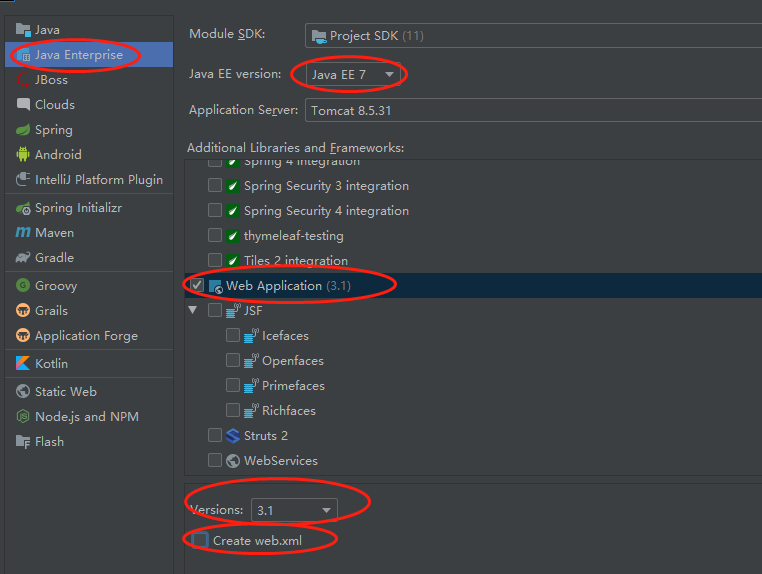 Java
Java Enterprise
JBoss
Clouds
Spring
Android
IntelliJ Platform Plugin
Spring Initializr
Maven
Gradle
Groovy
Grails
Application Forge
Kotlin
Static Web
Node.js and NPM
Flash
Module SDK: Project SDK (11)
Java EE version: Java EE 7
Application Server: Tomcat 8.5.31
Additional Libraries and Frameworks:
Spring 4 integration
Spring Security 3 integration
Spring Security 4 integration
thymeleaf-testing
Tiles 2 integration
Web Application (3.1)
JSF
Icefaces
Openfaces
Primefaces
Richfaces
Struts 2
WebServices
Versions: 3.1
Create web.xml